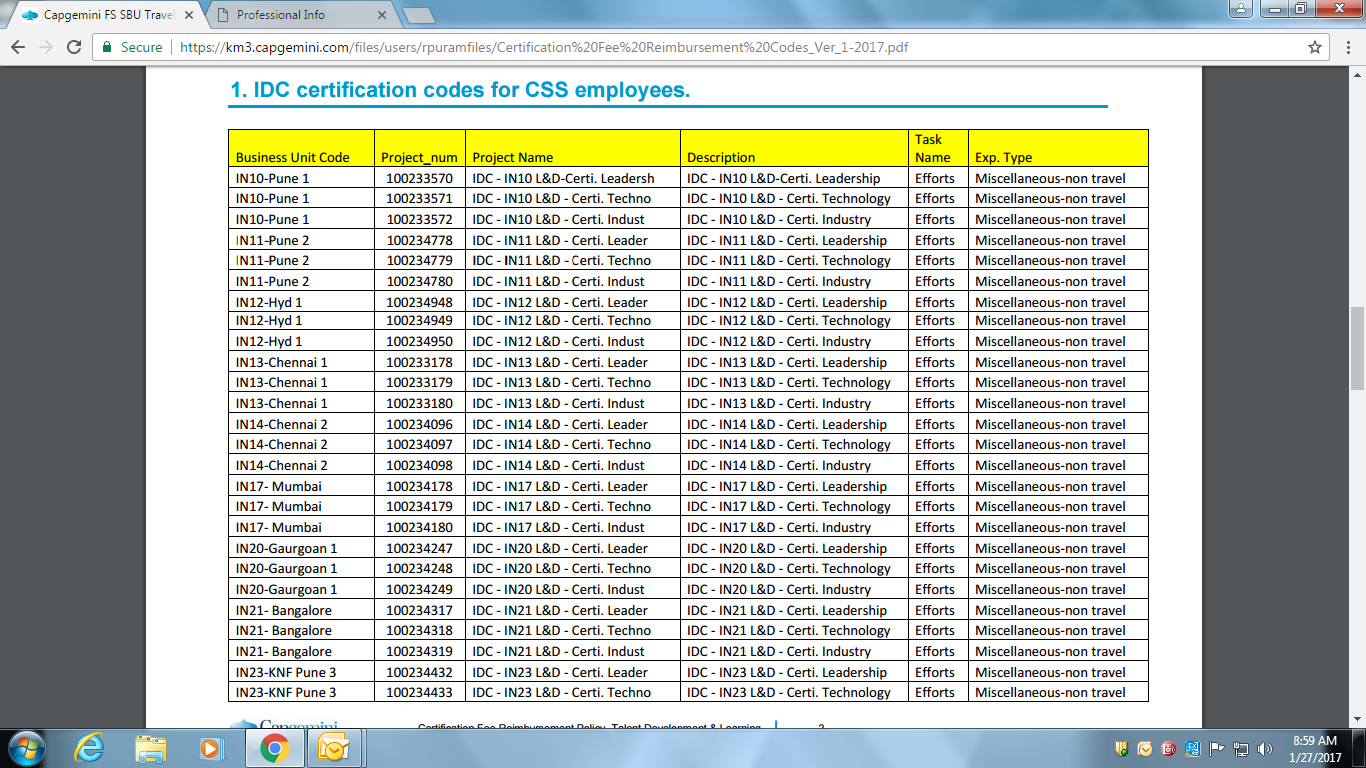 Capgemini FS SBU Travel
Professional Info
Secure https://km3.capgemini.com/files/users/rpuramfiles/Certification%20Fee%20Reimbursement%20Codes_Ver_1-2017.pdf
1. IDC certification codes for CSS employees.
Business Unit Code Project_num Project Name Description Task Name Exp. Type
IN10-Pune 1 100233570 IDC - IN10 L&D-Certi. Leadersh IDC - IN10 L&D-Certi. Leadership Efforts Miscellaneous-non travel
IN10-Pune 1 100233571 IDC - IN10 L&D - Certi. Techno IDC - IN10 L&D - Certi. Technology Efforts Miscellaneous-non travel
IN10-Pune 1 100233572 IDC - IN10 L&D - Certi. Indust IDC - IN10 L&D - Certi. Industry Efforts Miscellaneous-non travel
IN11-Pune 2 100234778 IDC - IN11 L&D - Certi. Leader IDC - IN11 L&D - Certi. Leadership Efforts Miscellaneous-non travel
IN11-Pune 2 100234779 IDC - IN11 L&D - Certi. Techno IDC - IN11 L&D - Certi. Technology Efforts Miscellaneous-non travel
IN11-Pune 2 100234780 IDC - IN11 L&D - Certi. Indust IDC - IN11 L&D - Certi. Industry Efforts Miscellaneous-non travel
IN12-Hyd 1 100234948 IDC - IN12 L&D - Certi. Leader IDC - IN12 L&D - Certi. Leadership Efforts Miscellaneous-non travel
IN12-Hyd 1 100234949 IDC - IN12 L&D - Certi. Techno IDC - IN12 L&D - Certi. Technology Efforts Miscellaneous-non travel
IN12-Hyd 1 100234950 IDC - IN12 L&D - Certi. Indust IDC - IN12 L&D - Certi. Industry Efforts Miscellaneous-non travel
IN13-Chennai 1 100233178 IDC - IN13 L&D - Certi. Leader IDC - IN13 L&D - Certi. Leadership Efforts Miscellaneous-non travel
IN13-Chennai 1 100233179 IDC - IN13 L&D - Certi. Techno IDC - IN13 L&D - Certi. Technology Efforts Miscellaneous-non travel
IN13-Chennai 1 100233180 IDC - IN13 L&D - Certi. Indust IDC - IN13 L&D - Certi. Industry Efforts Miscellaneous-non travel
IN14-Chennai 2 100234096 IDC - IN14 L&D - Certi. Leader IDC - IN14 L&D - Certi. Leadership Efforts Miscellaneous-non travel
IN14-Chennai 2 100234097 IDC - IN14 L&D - Certi. Techno IDC - IN14 L&D - Certi. Technology Efforts Miscellaneous-non travel
IN14-Chennai 2 100234098 IDC - IN14 L&D - Certi. Indust IDC - IN14 L&D - Certi. Industry Efforts Miscellaneous-non travel
IN17- Mumbai 100234178 IDC - IN17 L&D - Certi. Leader IDC - IN17 L&D - Certi. Leadership Efforts Miscellaneous-non travel
IN17- Mumbai 100234179 IDC - IN17 L&D - Certi. Techno IDC - IN17 L&D - Certi. Technology Efforts Miscellaneous-non travel
IN17- Mumbai 100234180 IDC - IN17 L&D - Certi. Indust IDC - IN17 L&D - Certi. Industry Efforts Miscellaneous-non travel
IN20-Gaurgoan 1 100234247 IDC - IN20 L&D - Certi. Leader IDC - IN20 L&D - Certi. Leadership Efforts Miscellaneous-non travel
IN20-Gaurgoan 1 100234248 IDC - IN20 L&D - Certi. Techno IDC - IN20 L&D - Certi. Technology Efforts Miscellaneous-non travel
IN20-Gaurgoan 1 100234249 IDC - IN20 L&D - Certi. Indust IDC - IN20 L&D - Certi. Industry Efforts Miscellaneous-non travel
IN21- Bangalore 100234317 IDC - IN21 L&D - Certi. Leader IDC - IN21 L&D - Certi. Leadership Efforts Miscellaneous-non travel
IN21- Bangalore 100234318 IDC - IN21 L&D - Certi. Techno IDC - IN21 L&D - Certi. Technology Efforts Miscellaneous-non travel
IN21- Bangalore 100234319 IDC - IN21 L&D - Certi. Indust IDC - IN21 L&D - Certi. Industry Efforts Miscellaneous-non travel
IN23-KNF Pune 3 100234432 IDC - IN23 L&D - Certi. Leader IDC - IN23 L&D - Certi. Leadership Efforts Miscellaneous-non travel
IN23-KNF Pune 3 100234433 IDC - IN23 L&D - Certi. Techno IDC - IN23 L&D - Certi. Technology Efforts Miscellaneous-non travel
Capgemini Certification Fee Reimbursement Policy, Talent Development & Learning 2
8:59 AM
1/27/2017